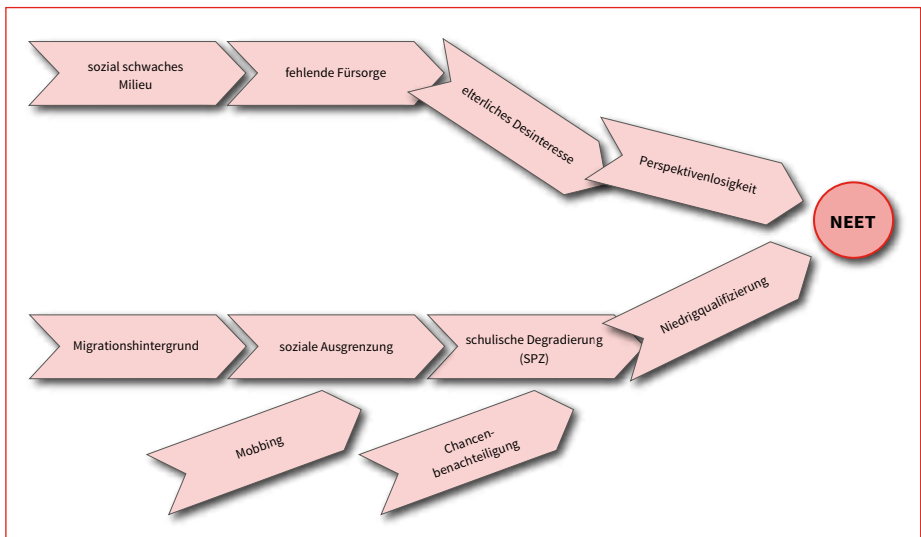 sozial schwaches
Milieu
fehlende Fürsorge
elterliches Desinteresse
Perspektivenlosigkeit
NEET
Migrationshintergrund
soziale Ausgrenzung
schulische Degradierung
(SPZ)
Niedrigqualifizierung
Mobbing
Chancen-
benachteiligung